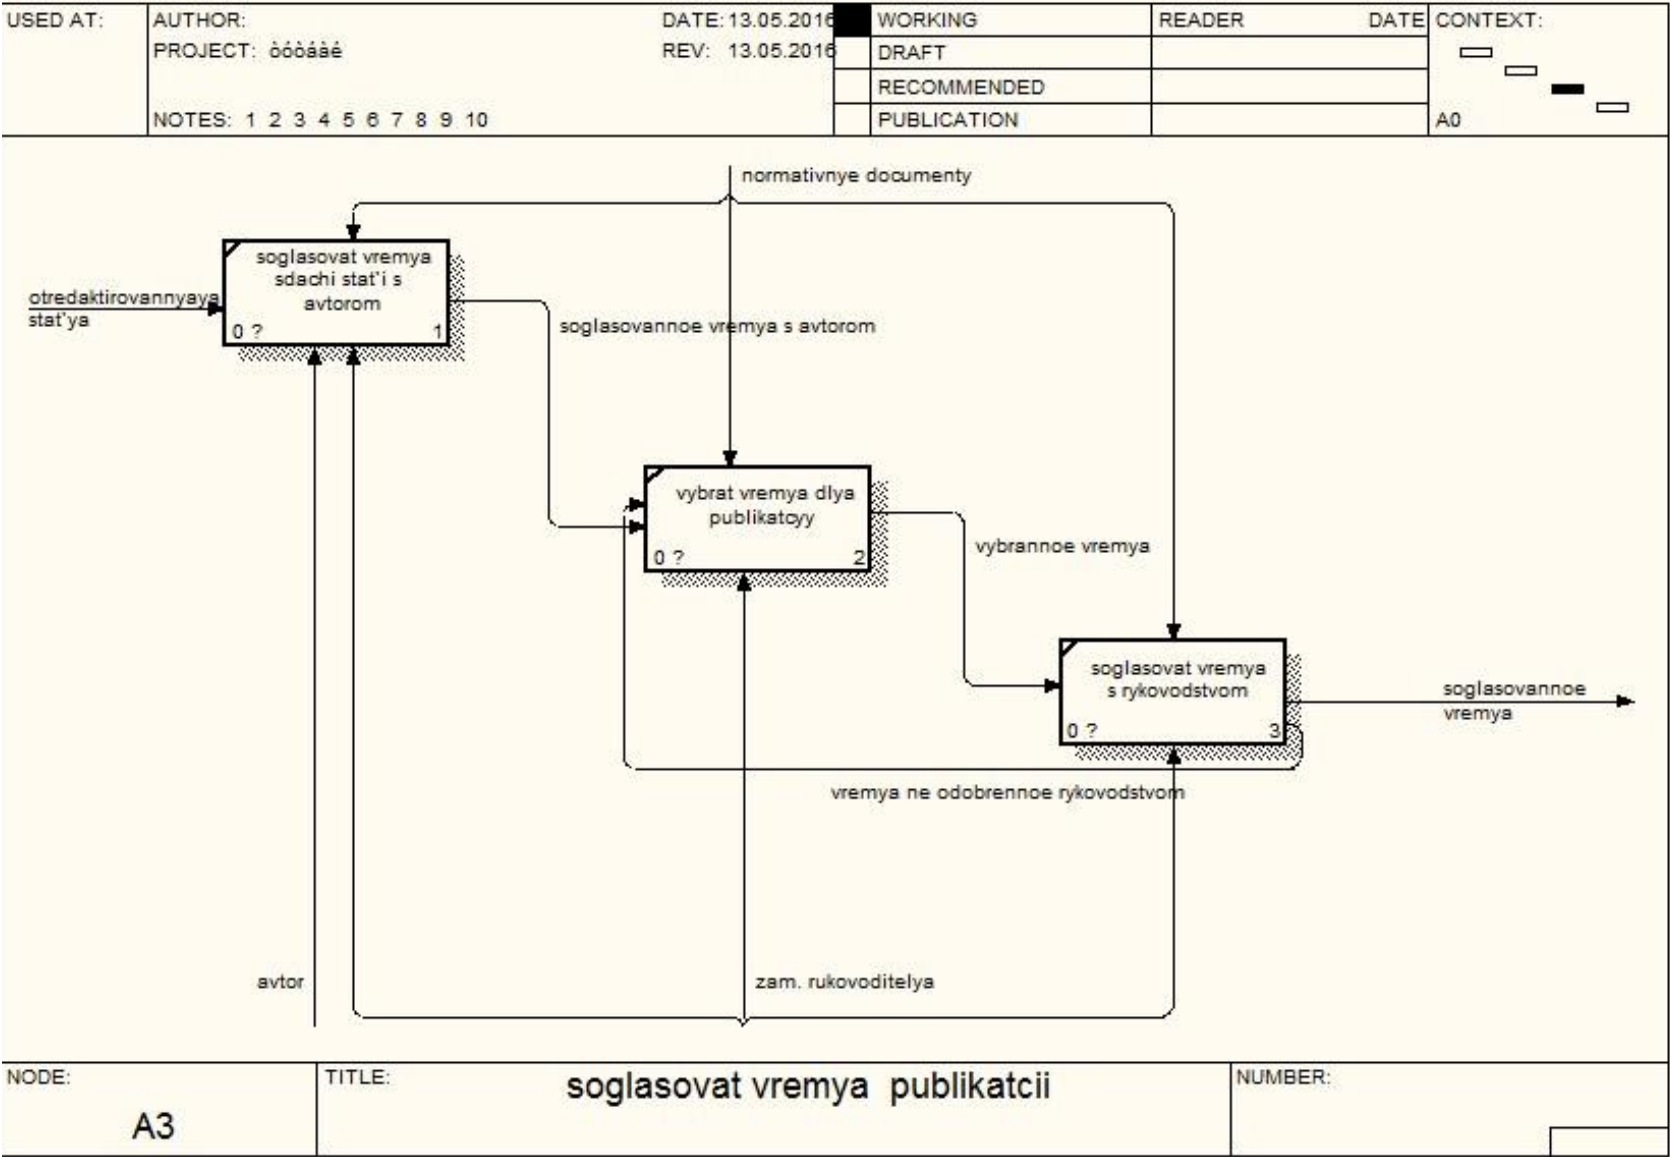 USED AT:
AUTHOR:
DATE: 13.05.2016
PROJECT: òóòáàé
REV: 13.05.2016
NOTES: 1 2 3 4 5 6 7 8 9 10
WORKING
DRAFT
RECOMMENDED
PUBLICATION
READER DATE
CONTEXT:
A0
normativnye documenty
soglasovat vremya
sdachi stat'i s
avtorom
0 ? 1
otredaktirovannyaya
stat'ya
soglasovannoe vremya s avtorom
vybrat vremya dlya
publikatcyy
0 ? 2
vybrannoe vremya
soglasovat vremya
s rykovodstvom
0 ? 3
soglasovannoe
vremya
vremya ne odobrennoe rykovodstvom
avtor
zam. rukovoditelya
NODE:
A3
TITLE:
soglasovat vremya publikatcii
NUMBER: